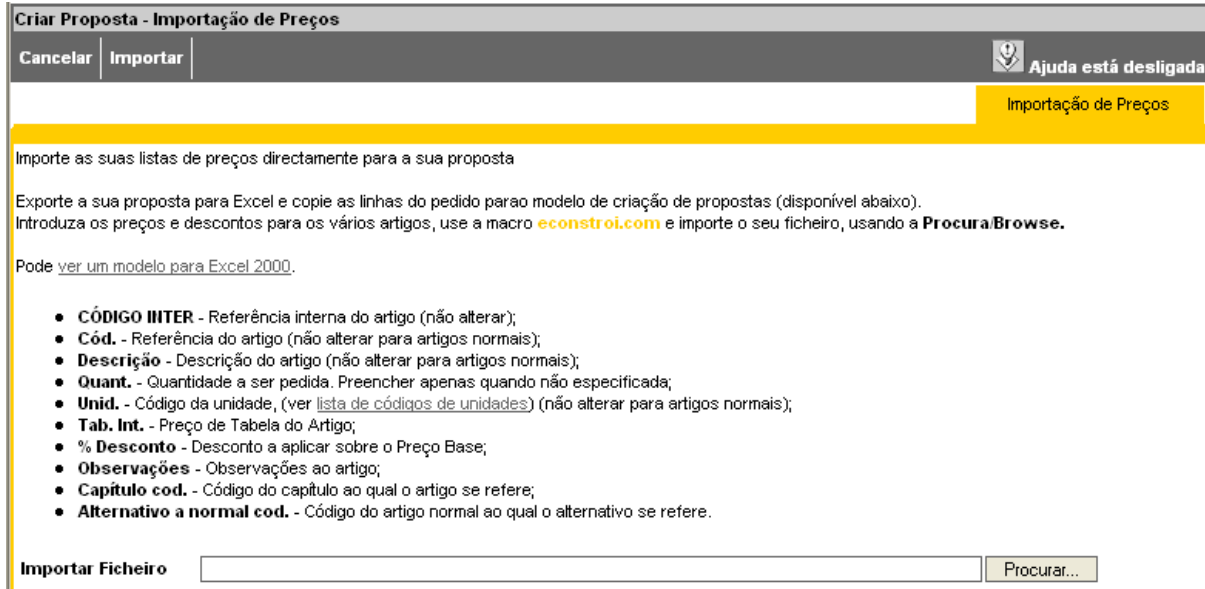 Criar Proposta - Importação de Preços
Cancelar Importar Ajuda está desligada
Importação de Preços
Importe as suas listas de preços directamente para a sua proposta
Exporte a sua proposta para Excel e copie as linhas do pedido parao modelo de criação de propostas (disponível abaixo).
Introduza os preços e descontos para os vários artigos, use a macro econstroi.com e importe o seu ficheiro, usando a Procura/Browse.
Pode ver um modelo para Excel 2000.
● CÓDIGO INTER - Referência interna do artigo (não alterar);
● Cód. - Referência do artigo (não alterar para artigos normais);
● Descrição - Descrição do artigo (não alterar para artigos normais);
● Quant. - Quantidade a ser pedida. Preencher apenas quando não especificada;
● Unid. - Código da unidade, (ver lista de códigos de unidades) (não alterar para artigos normais);
● Tab. Int. - Preço de Tabela do Artigo;
● % Desconto - Desconto a aplicar sobre o Preço Base;
● Observações - Observações ao artigo;
● Capítulo cod. - Código do capítulo ao qual o artigo se refere;
● Alternativo a normal cod. - Código do artigo normal ao qual o alternativo se refere.
Importar Ficheiro Procurar...